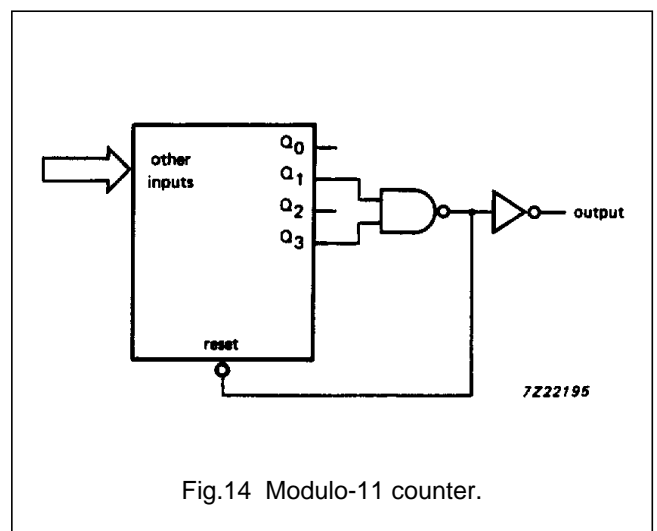 Q0
other
inputs
Q1
Q2
Q3
output
reset
7Z22195
Fig.14 Modulo-11 counter.